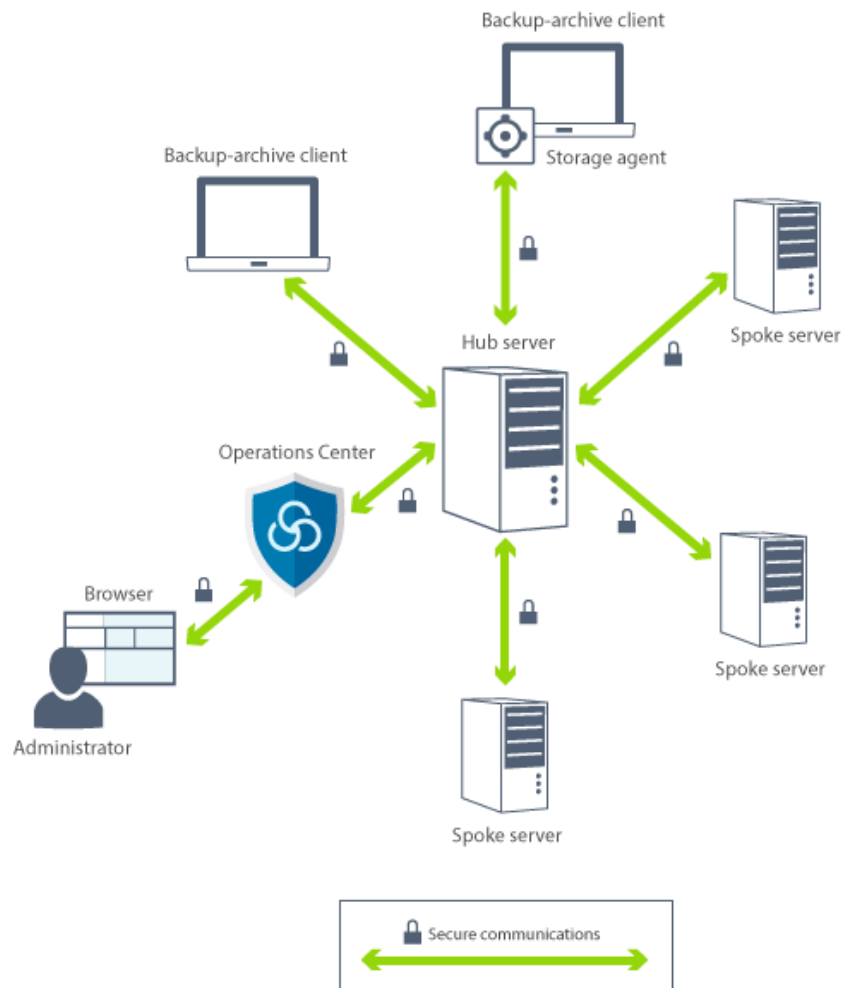 Backup-archive client
Storage agent
Backup-archive client
Spoke server
Hub server
Operations Center
Browser
Administrator
Spoke server
Spoke server
Secure communications